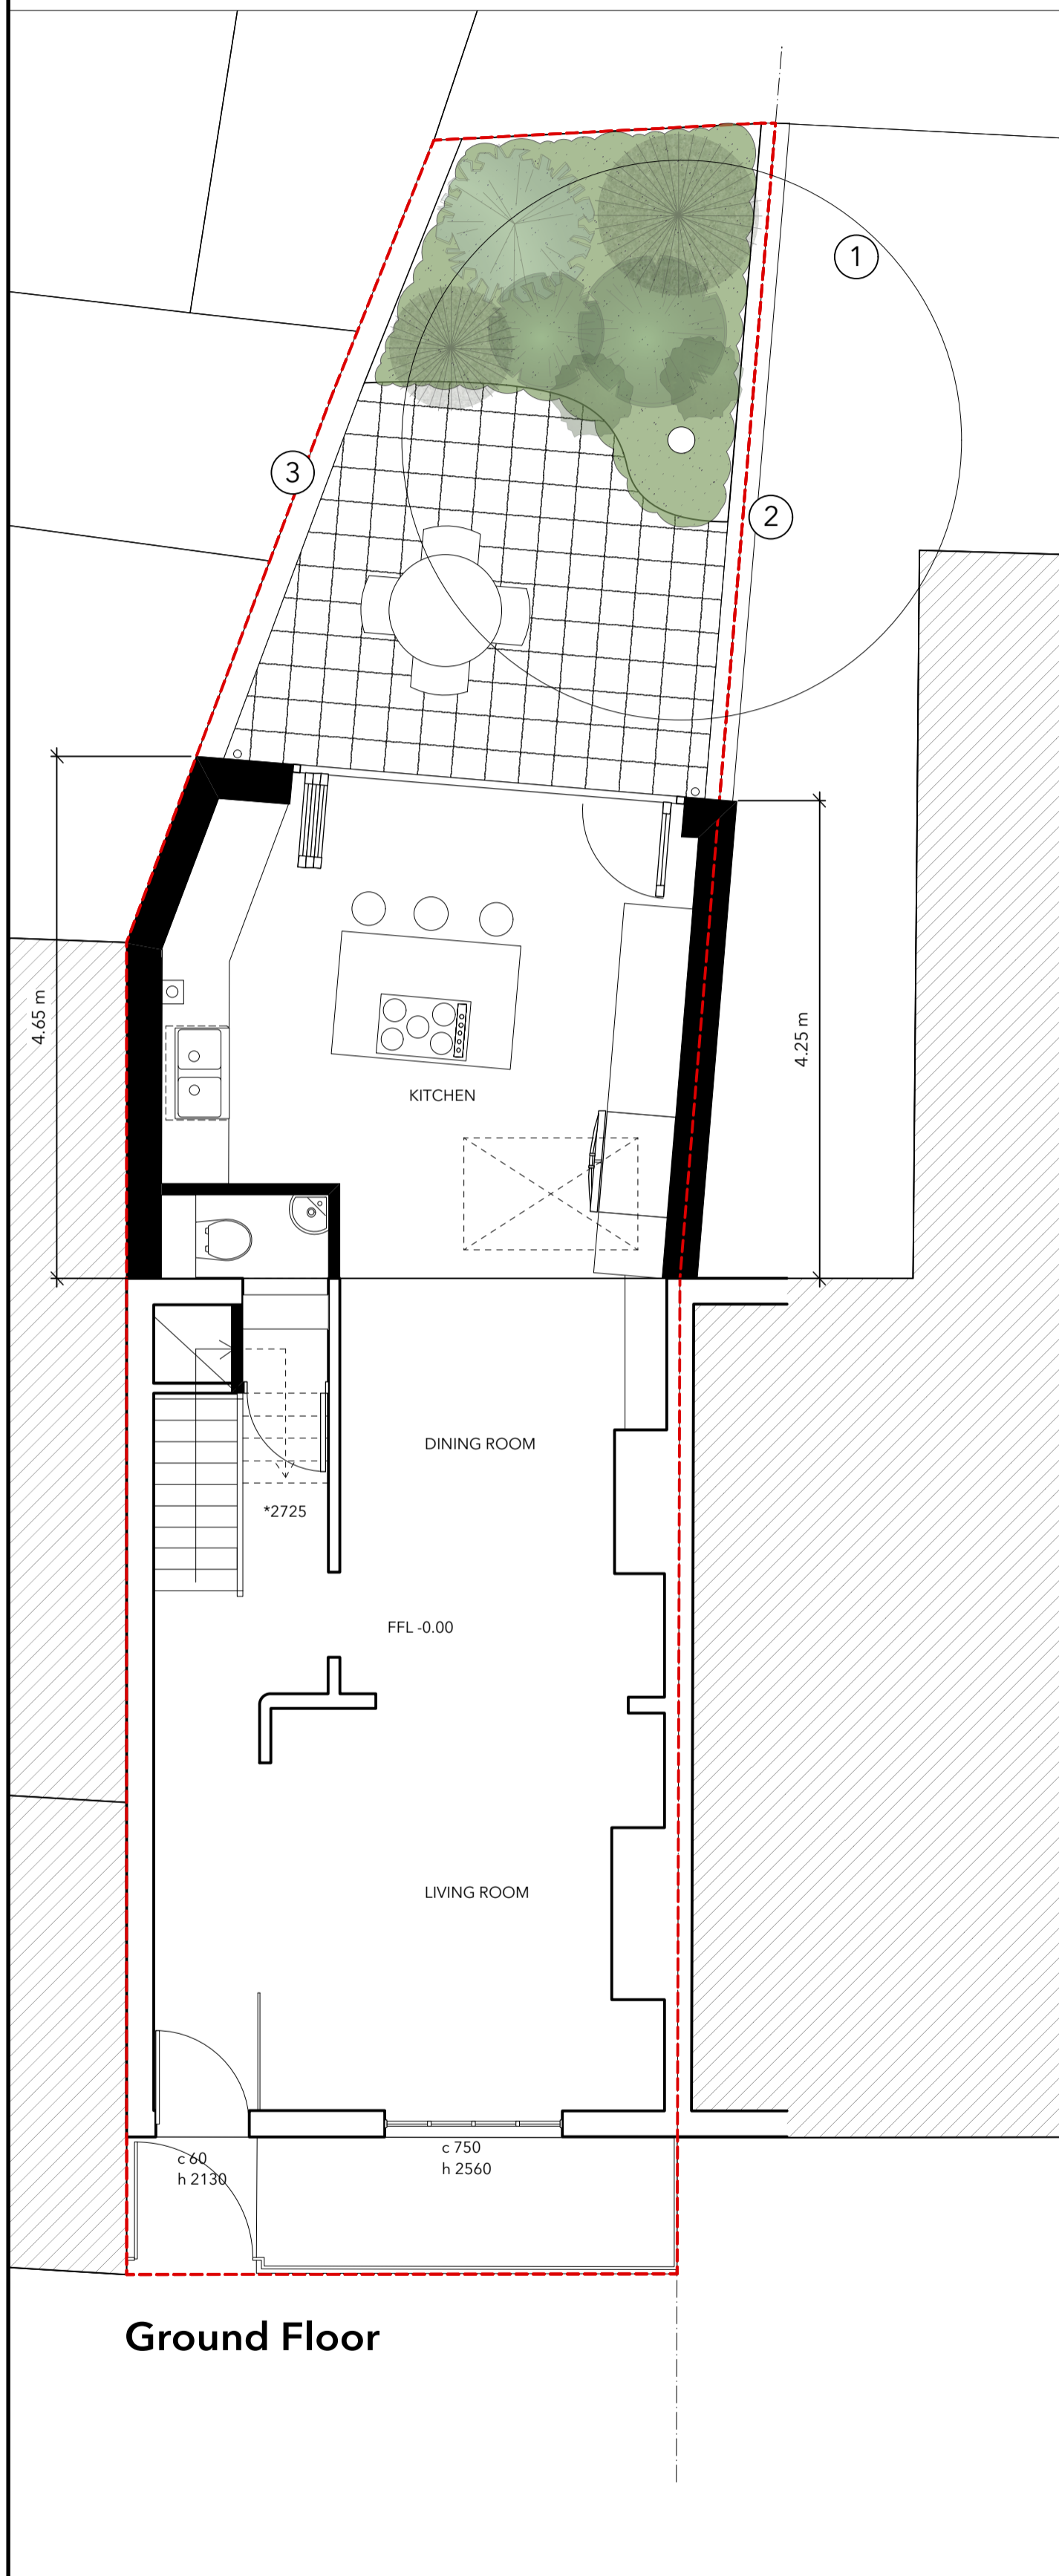 1
3
2
4.65 m
4.25 m
KITCHEN
DINING ROOM
*2725
FFL -0.00
LIVING ROOM
c 60
h 2130
c 750
h 2560
Ground Floor